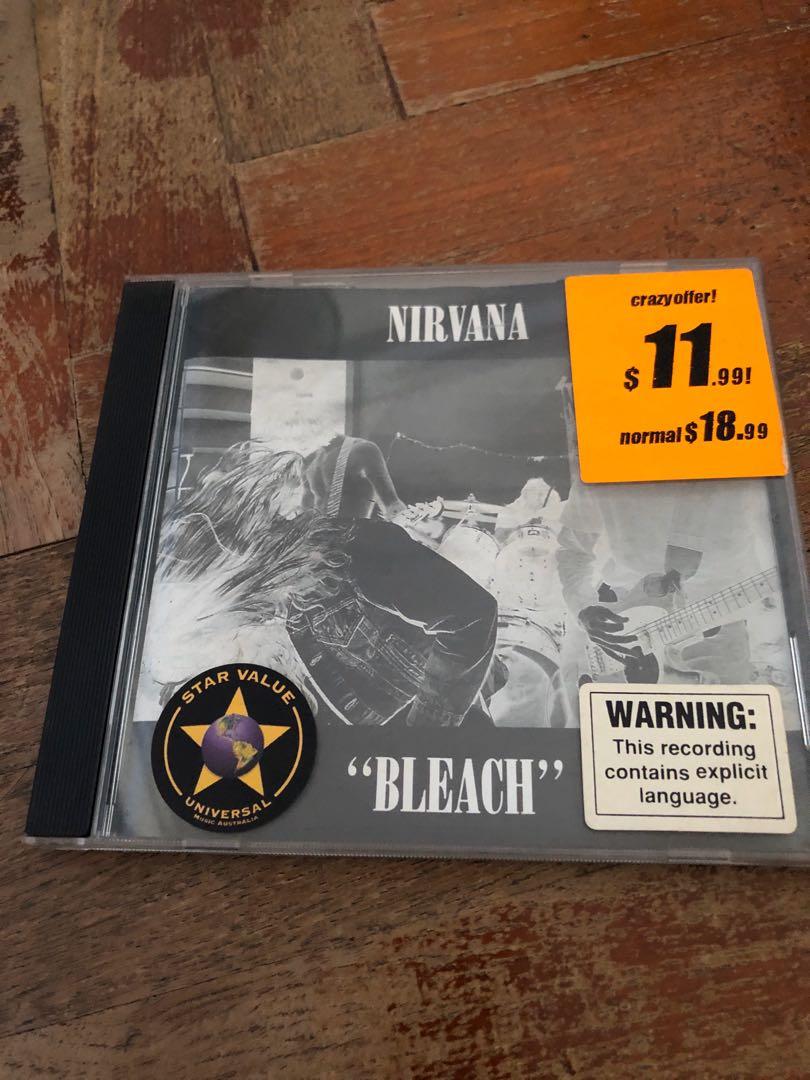 NIRVANA
crazy offer!
$11.99!
normal $18.99
STAR VALUE
UNIVERSAL
MUSIC AUSTRALIA
“BLEACH”
WARNING:
This recording
contains explicit
language.